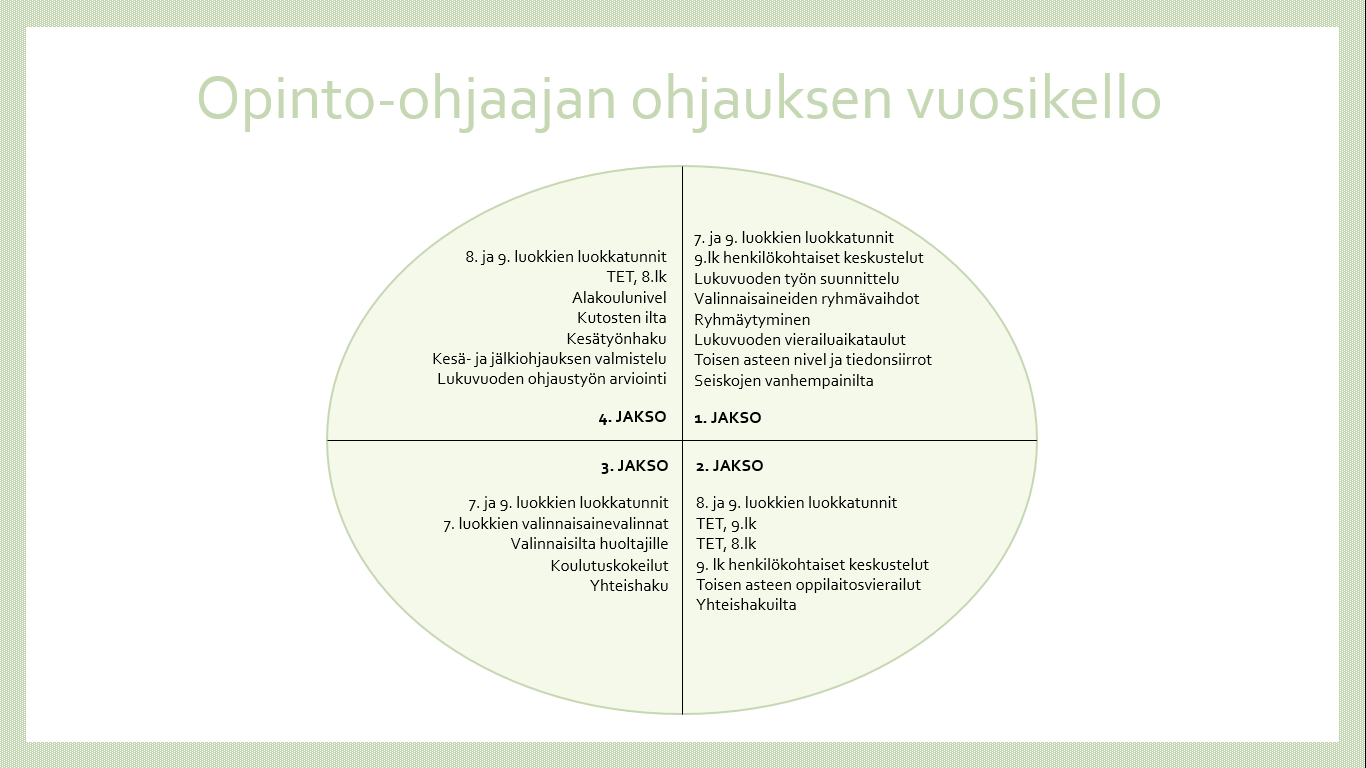 Opinto-ohjaajan ohjauksen vuosikello
8. ja 9. luokkien luokkatunnit
TET, 8.lk
Alakoulunivel
Kutosten ilta
Kesätyönhaku
Kesä- ja jälkiohjauksen valmistelu
Lukuvuoden ohjaustyön arviointi
4. JAKSO
7. ja 9. luokkien luokkatunnit
9.lk henkilökohtaiset keskustelut
Lukuvuoden työn suunnittelu
Valinnaisaineiden ryhmävaihdot
Ryhmäytyminen
Lukuvuoden vierailuaikataulut
Toisen asteen nivel ja tiedonsiirrot
Seiskojen vanhempainilta
1. JAKSO
3. JAKSO
7. ja 9. luokkien luokkatunnit
7. luokkien valinnaisainevalinnat
Valinnaisilta huoltajille
Koulutuskokeilut
Yhteishaku
2. JAKSO
8. ja 9. luokkien luokkatunnit
TET, 9.lk
TET, 8.lk
9. lk henkilökohtaiset keskustelut
Toisen asteen oppilaitosvierailut
Yhteishakuilta